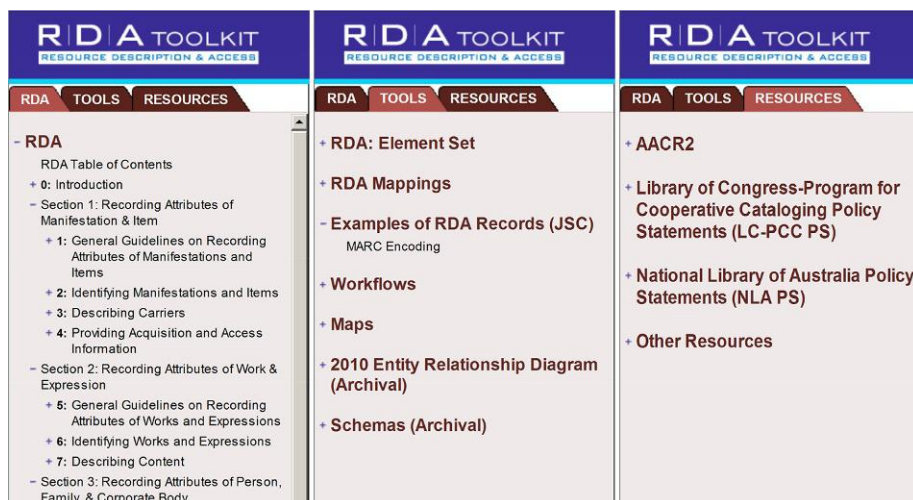 R|D|A TOOLKIT
RESOURCE DESCRIPTION & ACCESS
RDA TOOLS RESOURCES
- RDA
RDA Table of Contents
+ 0: Introduction
- Section 1: Recording Attributes of
Manifestation & Item
+ 1: General Guidelines on Recording
Attributes of Manifestations and
Items
+ 2: Identifying Manifestations and Items
+ 3: Describing Carriers
+ 4: Providing Acquisition and Access
Information
- Section 2: Recording Attributes of Work &
Expression
+ 5: General Guidelines on Recording
Attributes of Works and Expressions
+ 6: Identifying Works and Expressions
+ 7: Describing Content
- Section 3: Recording Attributes of Person,
Family, & Corporate Body
R|D|A TOOLKIT
RESOURCE DESCRIPTION & ACCESS
RDA TOOLS RESOURCES
+ RDA: Element Set
+ RDA Mappings
- Examples of RDA Records (JSC)
MARC Encoding
+ Workflows
+ Maps
+ 2010 Entity Relationship Diagram
(Archival)
+ Schemas (Archival)
R|D|A TOOLKIT
RESOURCE DESCRIPTION & ACCESS
RDA TOOLS RESOURCES
+ AACR2
+ Library of Congress-Program for
Cooperative Cataloging Policy
Statements (LC-PCC PS)
+ National Library of Australia Policy
Statements (NLA PS)
+ Other Resources